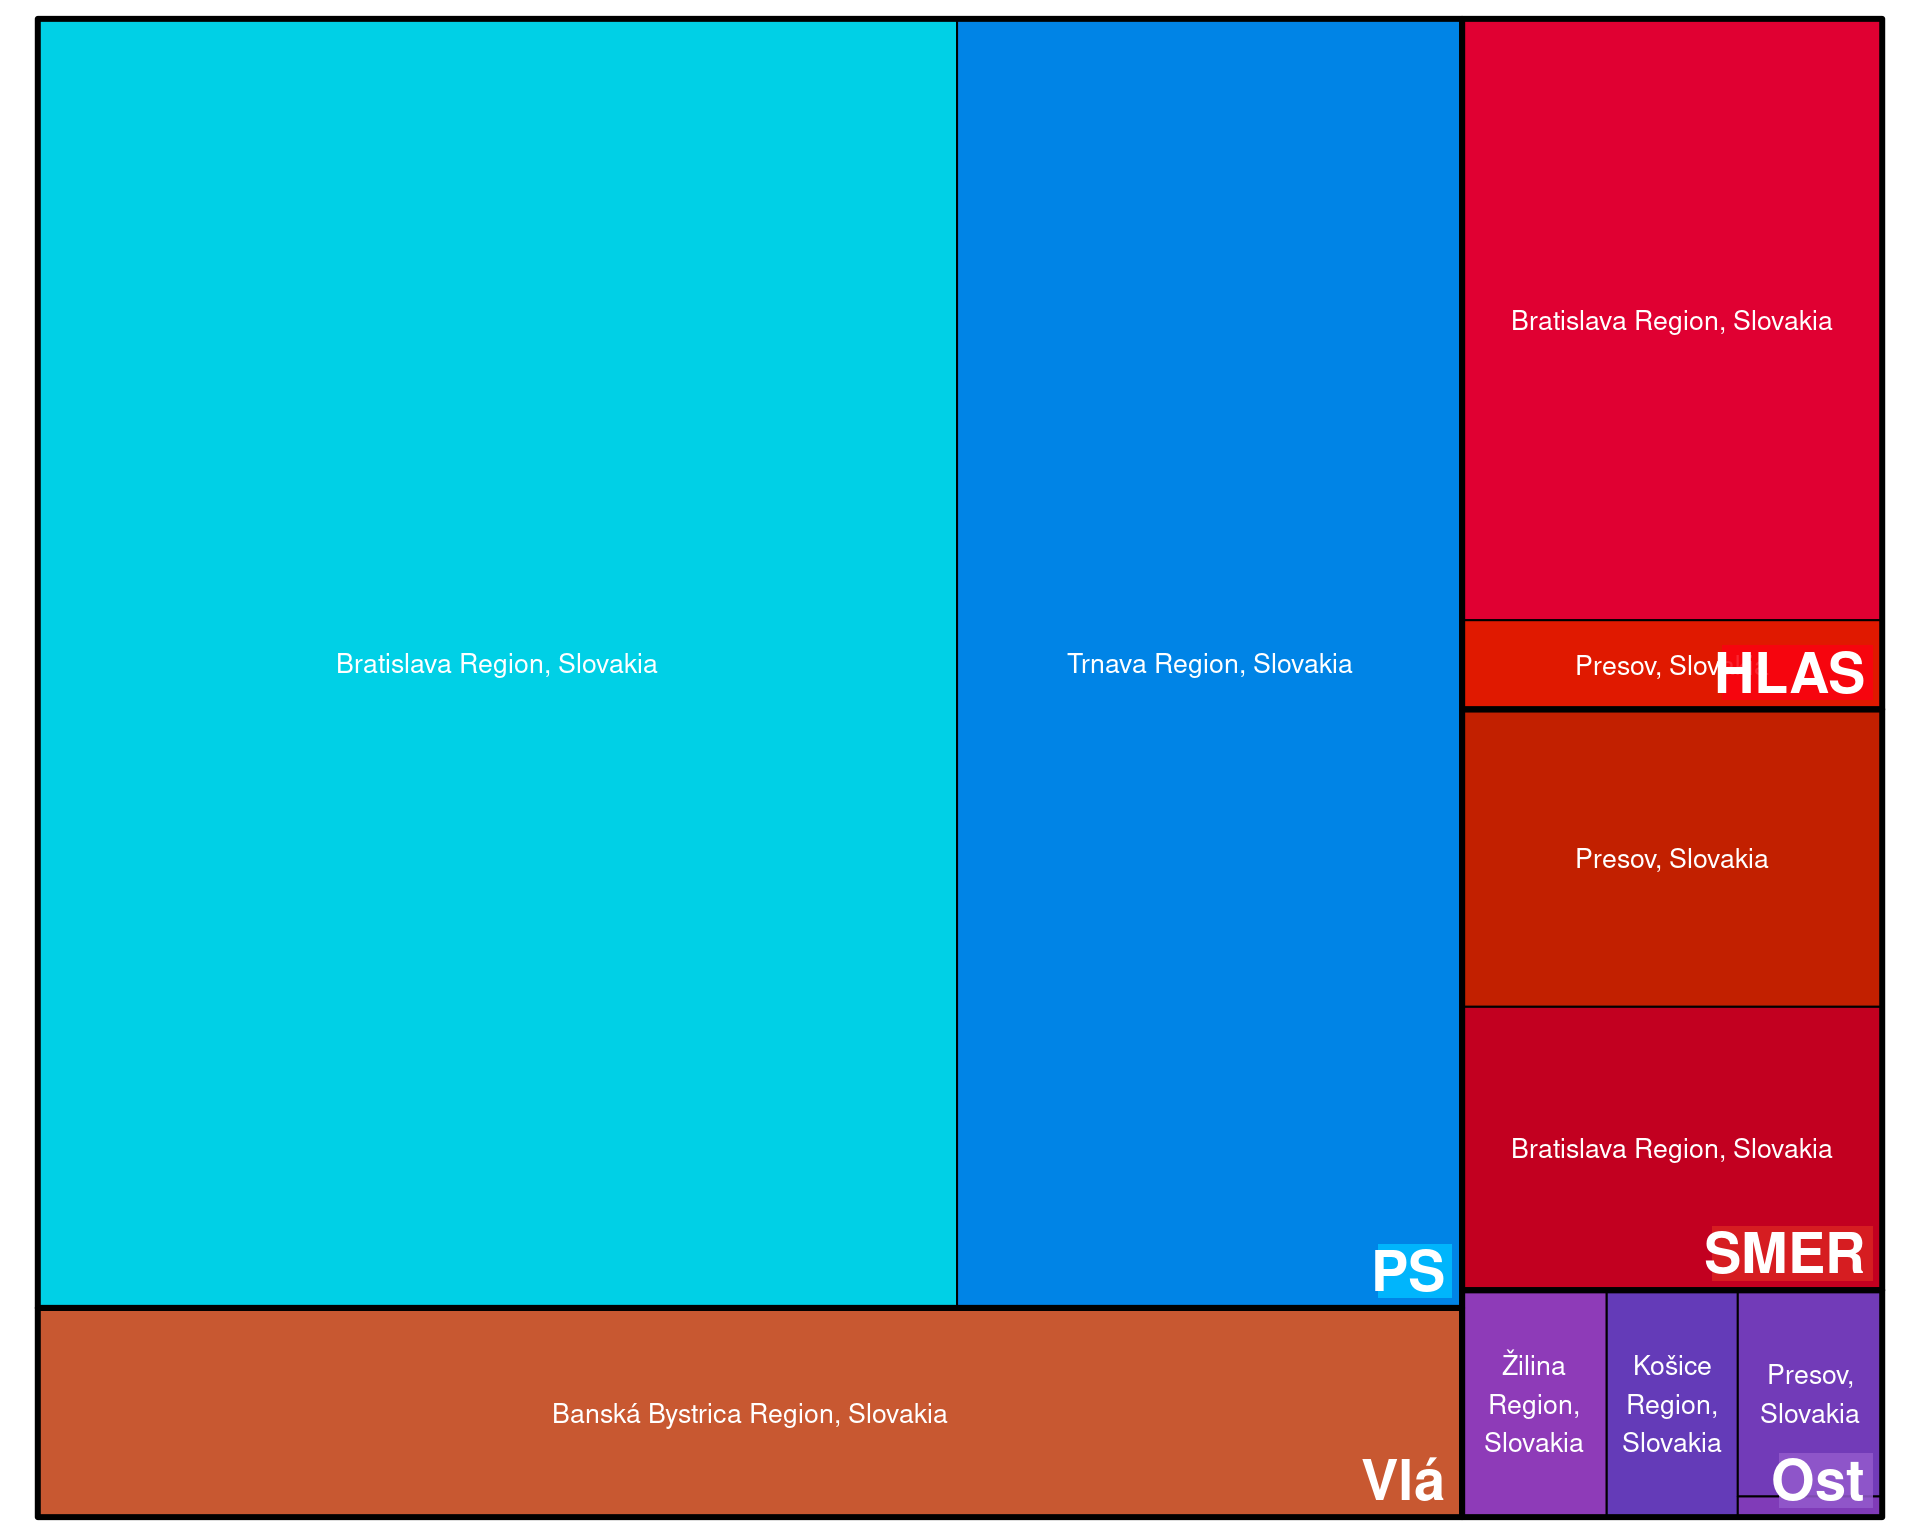 Bratislava Region, Slovakia
Trnava Region, Slovakia
PS
Banská Bystrica Region, Slovakia
Vlá
Bratislava Region, Slovakia
Presov,
HLAS
Presov, Slovakia
Bratislava Region, Slovakia
SMER
Žilina
Region,
Slovakia
Košice
Region,
Slovakia
Presov,
Slovakia
Ost